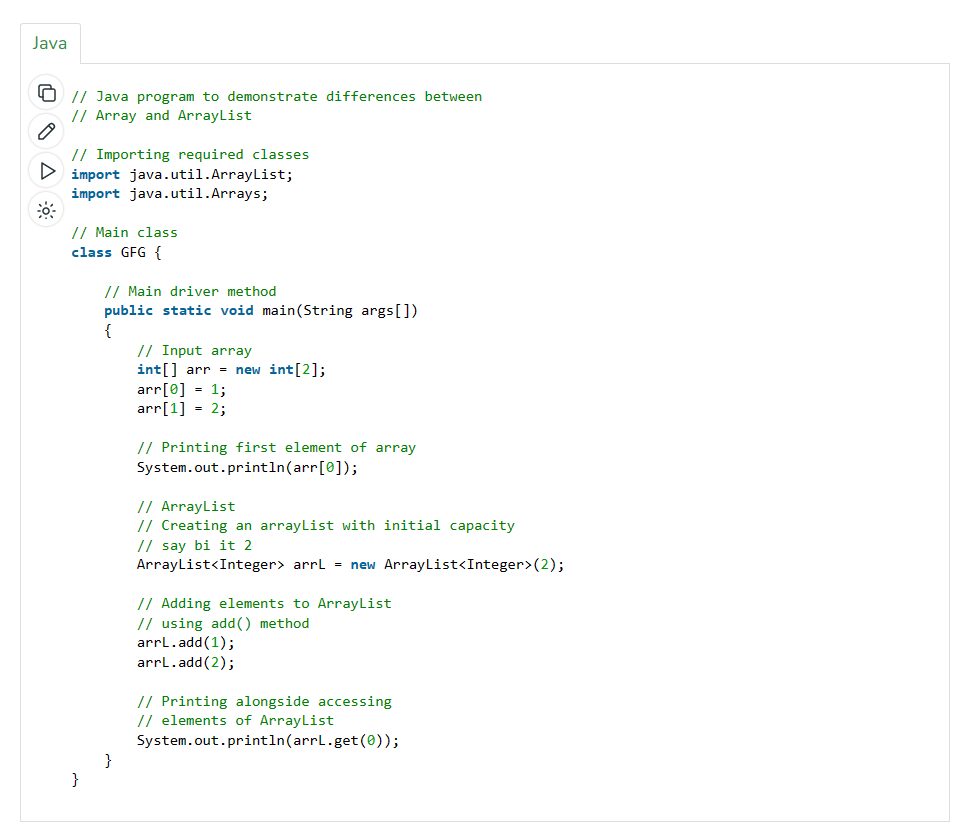 Java
// Java program to demonstrate differences between
// Array and ArrayList
// Importing required classes
import java.util.ArrayList;
import java.util.Arrays;
// Main class
class GFG {
// Main driver method
public static void main(String args[])
{
// Input array
int[] arr = new int[2];
arr[0] = 1;
arr[1] = 2;
// Printing first element of array
System.out.println(arr[0]);
// ArrayList
// Creating an arrayList with initial capacity
// say bi it 2
ArrayList<Integer> arrL = new ArrayList<Integer>(2);
// Adding elements to ArrayList
// using add() method
arrL.add(1);
arrL.add(2);
// Printing alongside accessing
// elements of ArrayList
System.out.println(arrL.get(0));
}
}